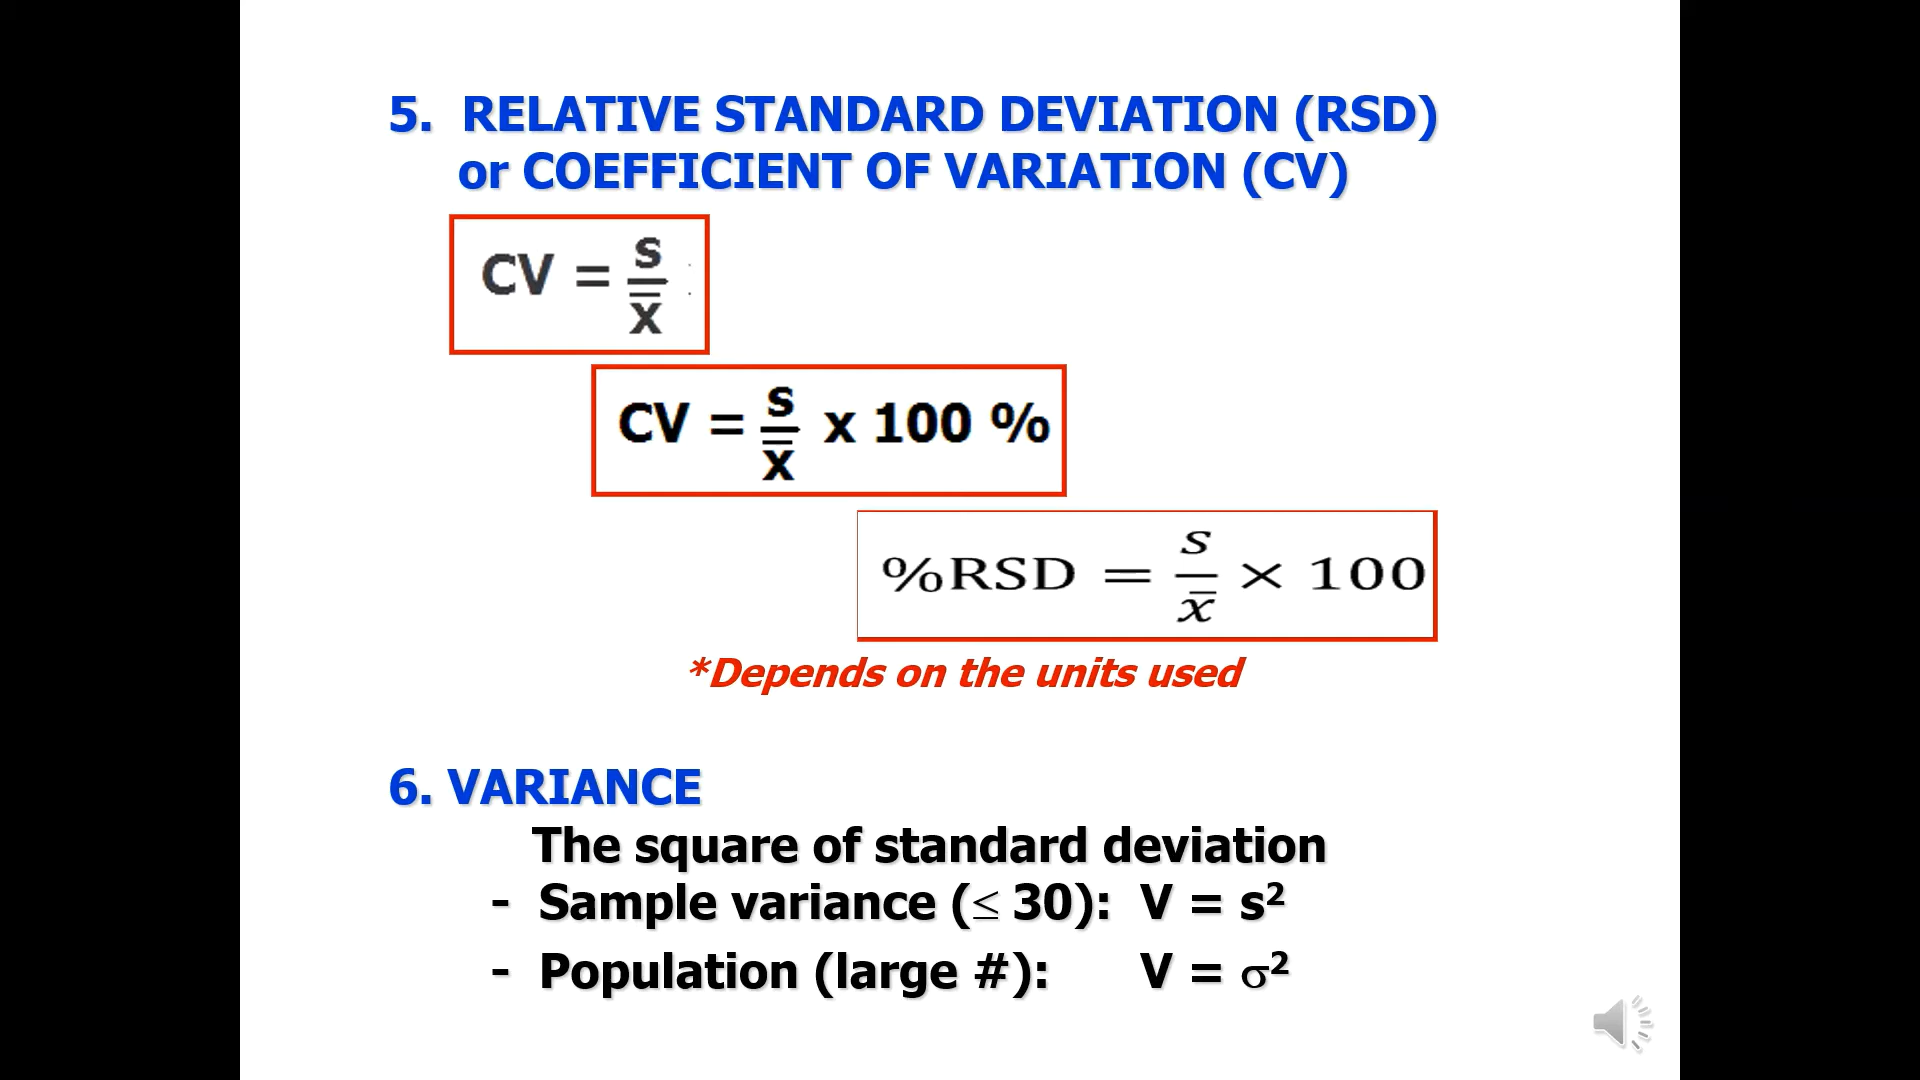 5. RELATIVE STANDARD DEVIATION (RSD)
or COEFFICIENT OF VARIATION (CV)
CV = s/x̄
CV = s/x̄ x 100 %
%RSD = s/x̄ × 100
*Depends on the units used
6. VARIANCE
The square of standard deviation
- Sample variance (≤ 30): V = s²
- Population (large #): V = σ²